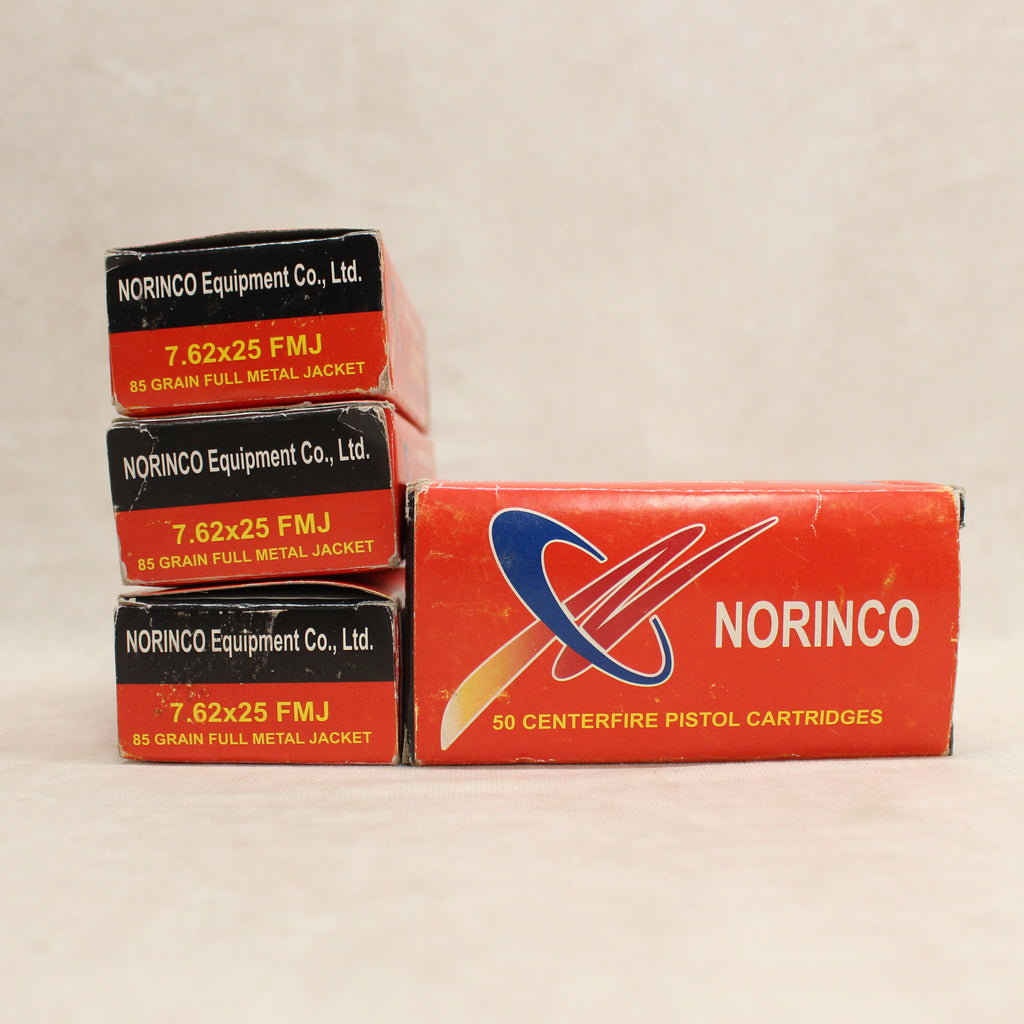 NORINCO Equipment Co., Ltd.
7.62x25 FMJ
85 GRAIN FULL METAL JACKET
NORINCO Equipment Co., Ltd.
7.62x25 FMJ
85 GRAIN FULL METAL JACKET
NORINCO Equipment Co., Ltd.
7.62x25 FMJ
85 GRAIN FULL METAL JACKET
NORINCO
50 CENTERFIRE PISTOL CARTRIDGES